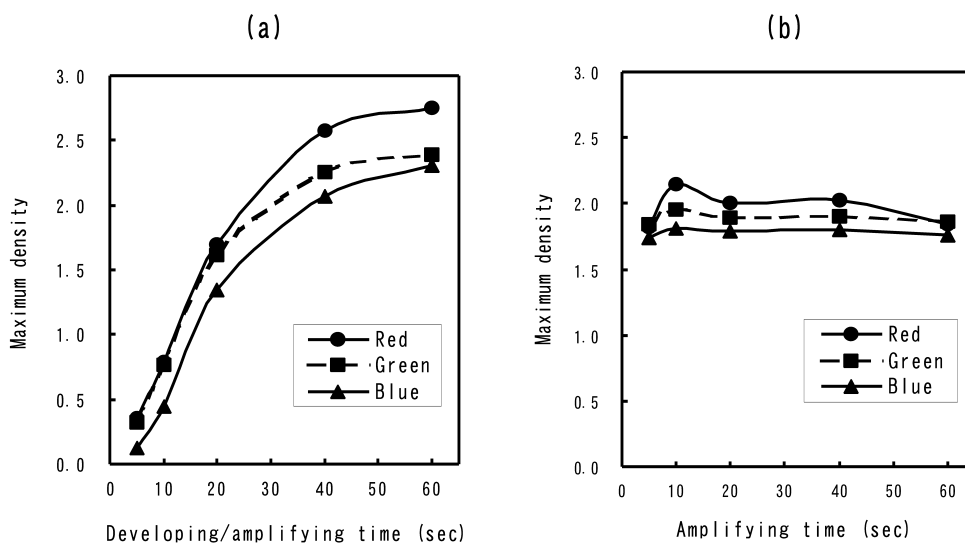 (a)
3.0
2.5
2.0
1.5
1.0
0.5
0.0
0 10 20 30 40 50 60
Maximum density
Developing/amplifying time (sec)
Red
Green
Blue
(b)
3.0
2.5
2.0
1.5
1.0
0.5
0.0
0 10 20 30 40 50 60
Maximum density
Amplifying time (sec)
Red
Green
Blue